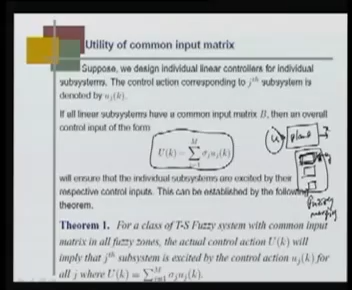 Utility of common input matrix
Suppose, we design individual linear controllers for individual
subsystems. The control action corresponding to jth subsystem is
denoted by uj(k).
If all linear subsystems have a common input matrix B, then an overall
control input of the form
U(k) = ∑ σjuj(k)
will ensure that the individual subsystems are excited by their
respective control inputs. This can be established by the following
theorem.
u plant
fuzzy
merging
Theorem 1. For a class of T-S Fuzzy system with common input
matrix in all fuzzy zones, the actual control action U(k) will
imply that jth subsystem is excited by the control action uj(k) for
all j where U(k) = ∑ σjuj(k).